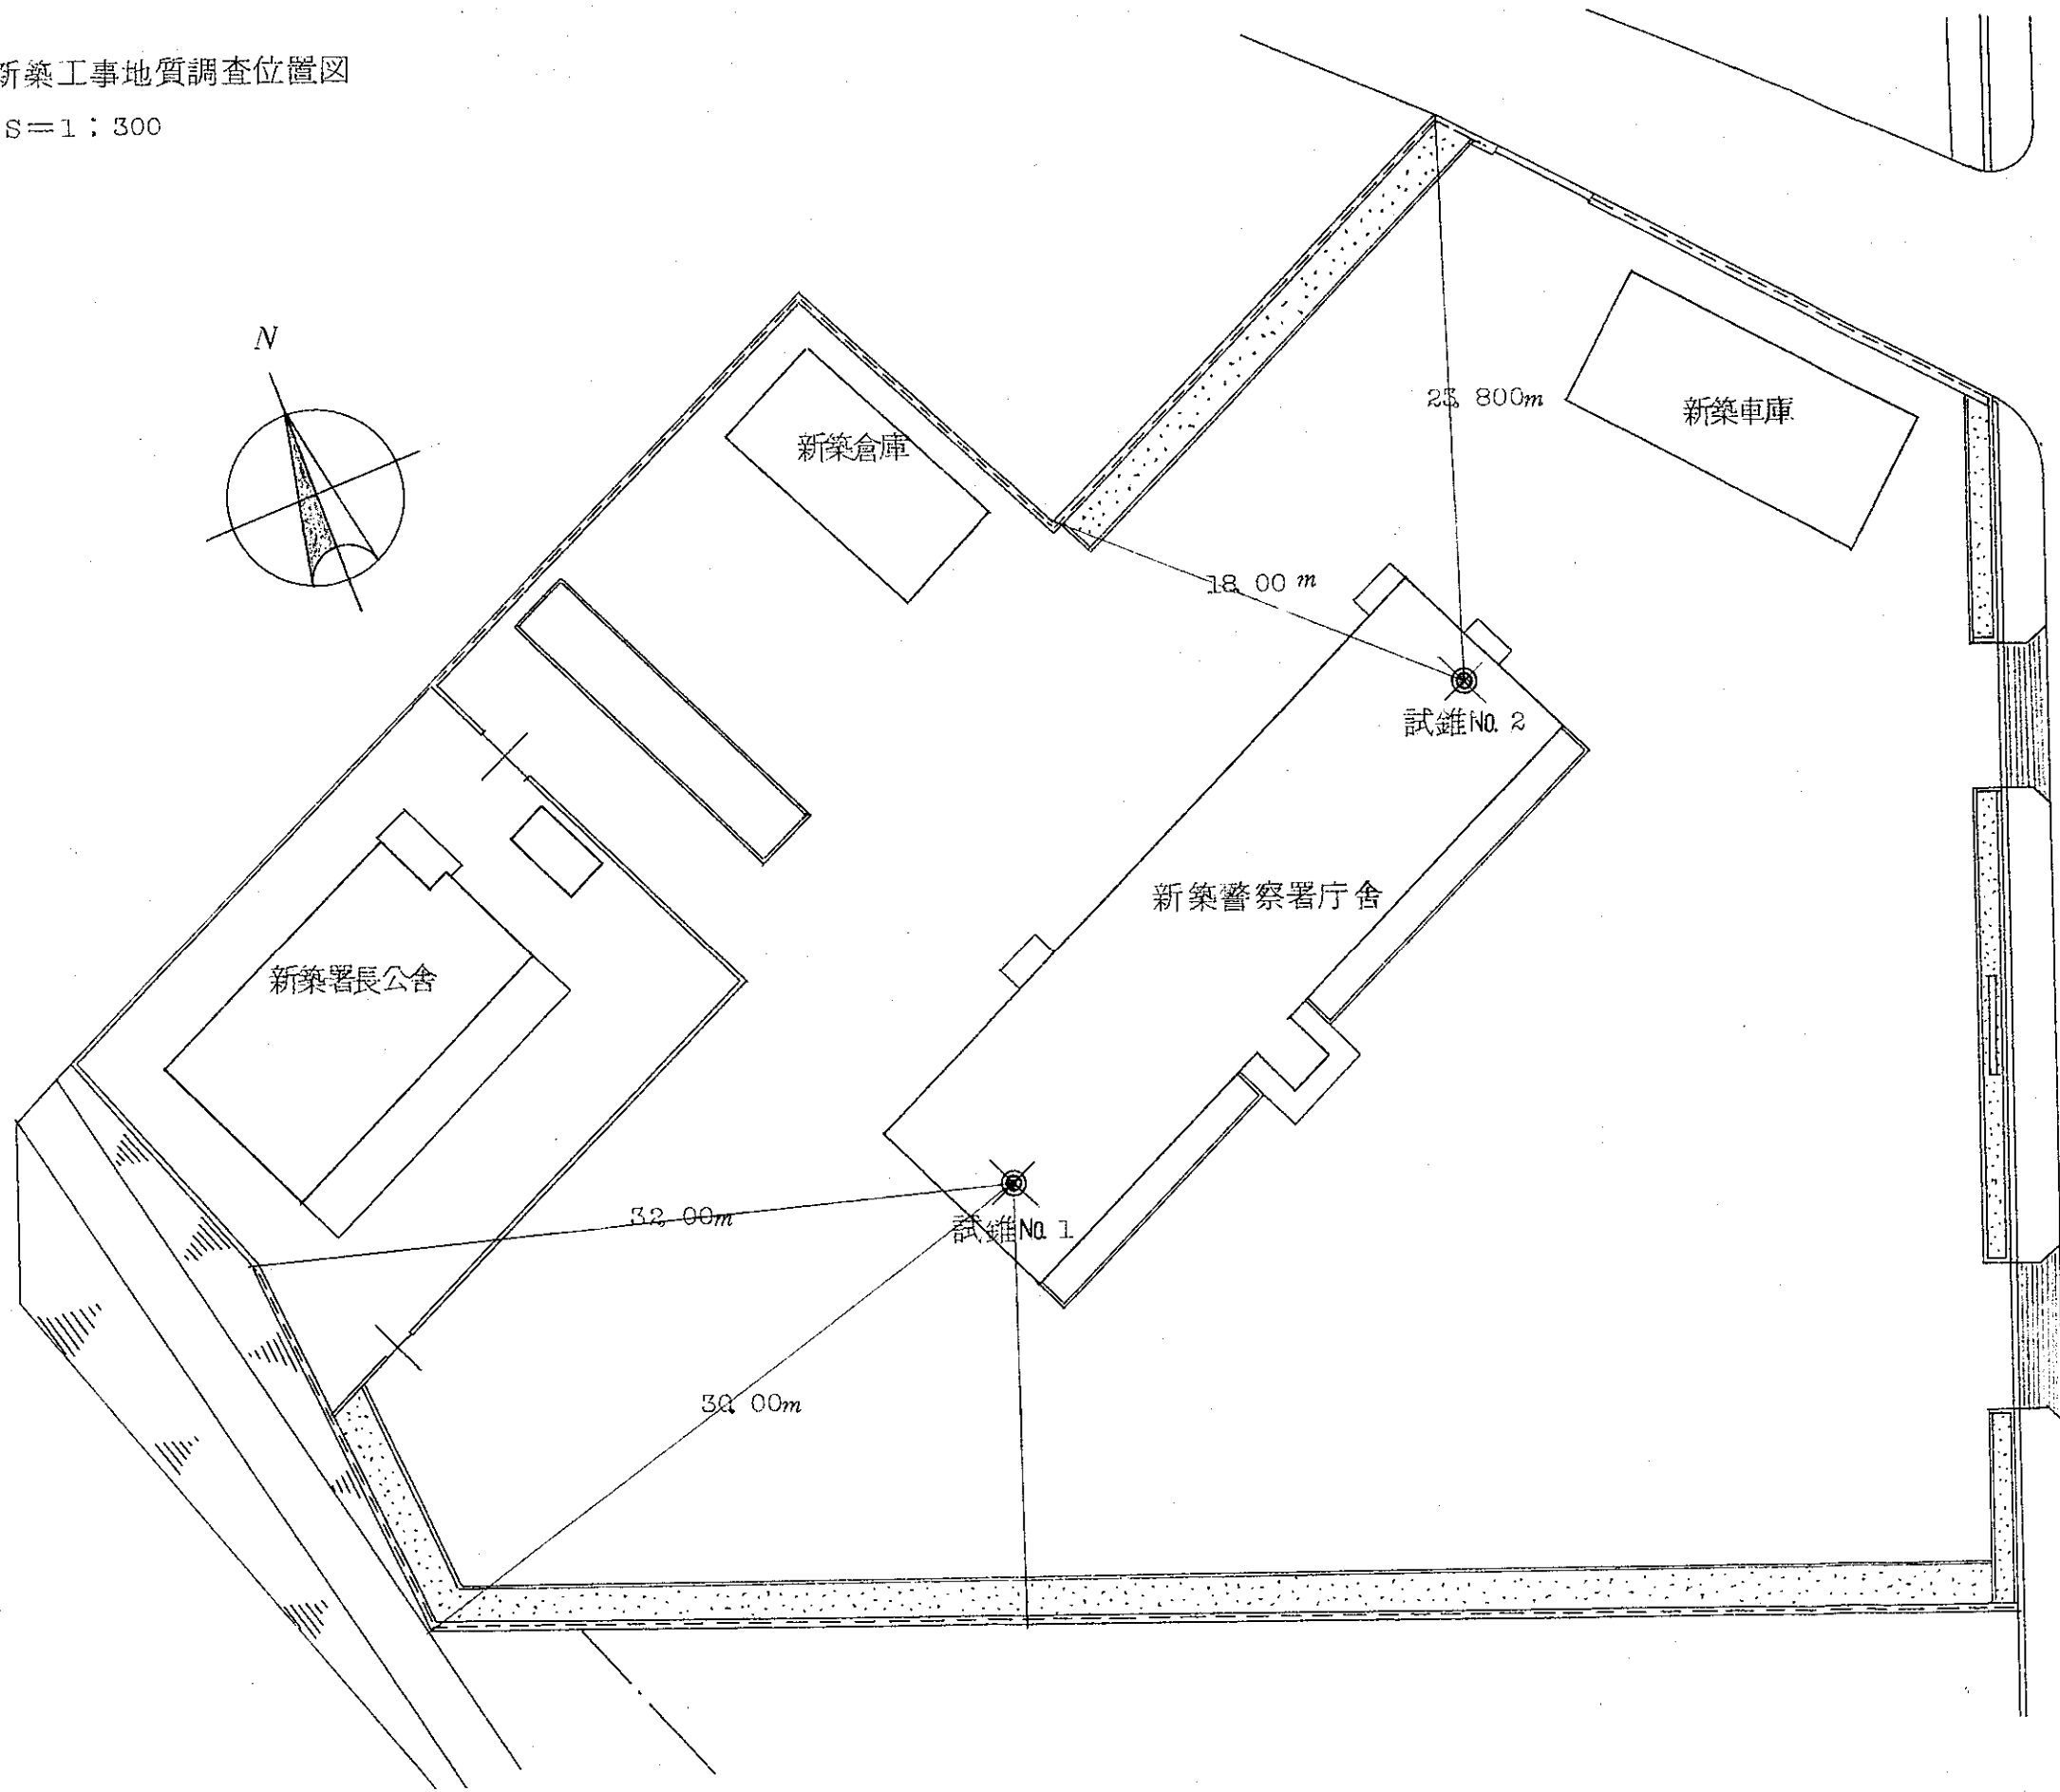 新築工事地質調査位置図
S=1:300
N
新築倉庫
新築車庫
18.00m
試錐No.2
新築警察署庁舎
新築署長公舎
32.00m
試錐No.1
30.00m